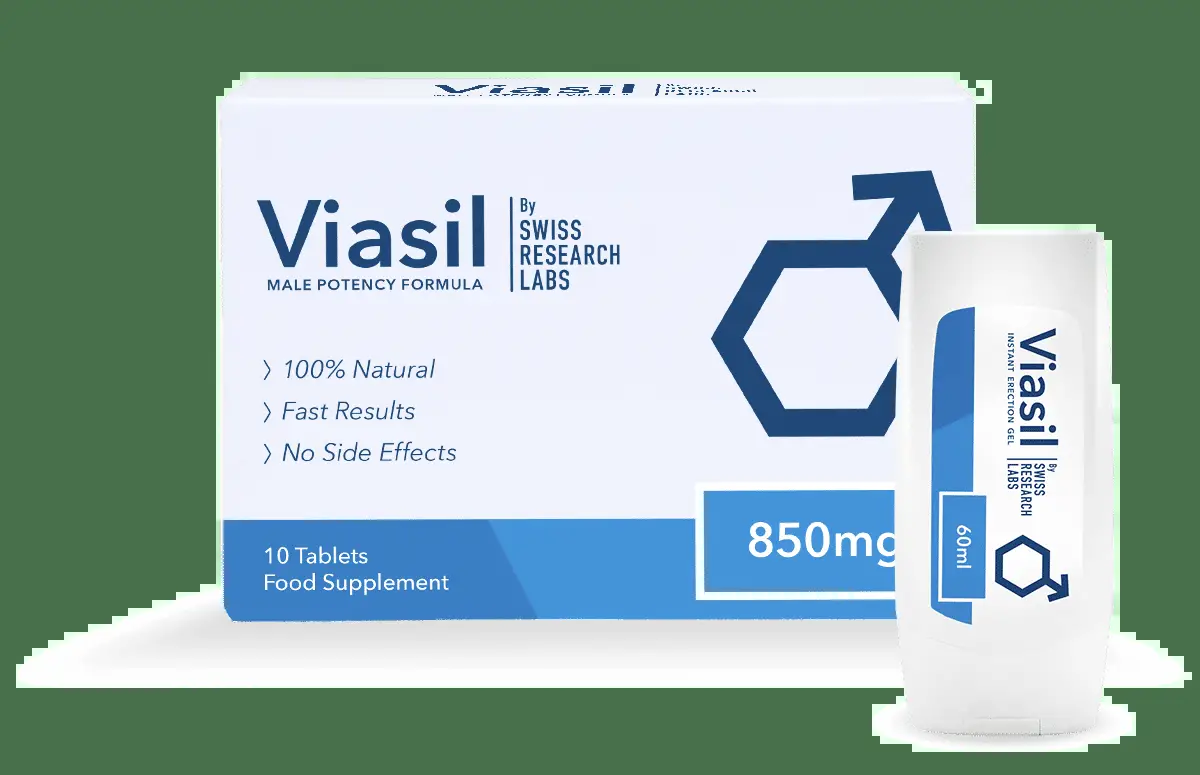 Viasil
Viasil
MALE POTENCY FORMULA
By
SWISS
RESEARCH
LABS
100% Natural
Fast Results
No Side Effects
10 Tablets
Food Supplement
850mg
Viasil
INSTANT ERECTION GEL
By
SWISS
RESEARCH
LABS
60ml